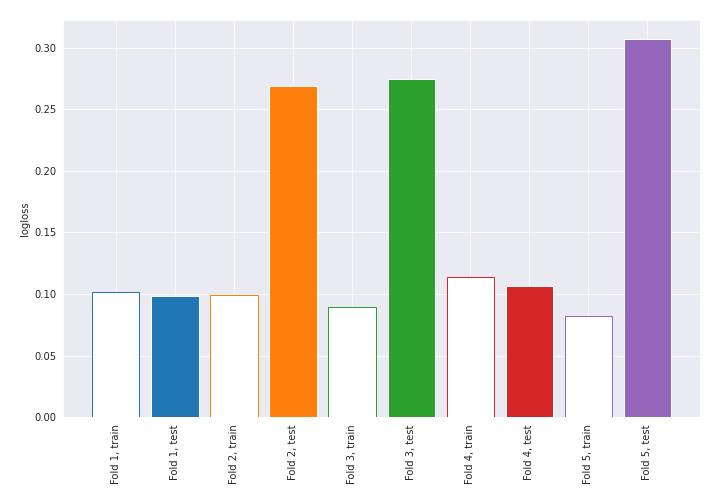 0.30
0.25
0.20
0.15
0.10
0.05
0.00
logloss
Fold 1, train
Fold 1, test
Fold 2, train
Fold 2, test
Fold 3, train
Fold 3, test
Fold 4, train
Fold 4, test
Fold 5, train
Fold 5, test